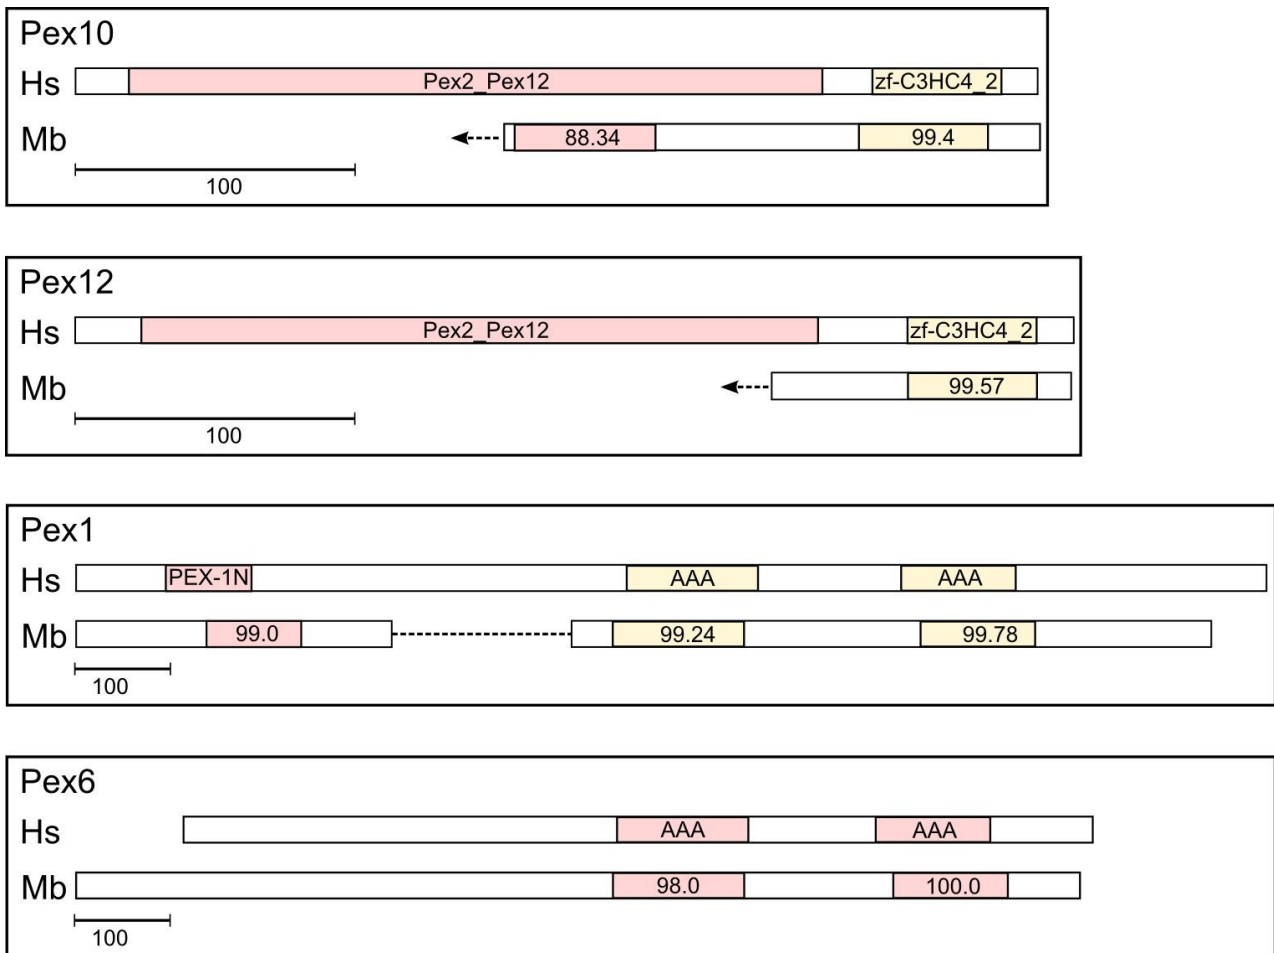 Pex10
Hs Pex2_Pex12 zf-C3HC4_2
Mb 88.34 99.4
100
Pex12
Hs Pex2_Pex12 zf-C3HC4_2
Mb 99.57
100
Pex1
Hs PEX-1N AAA AAA
Mb 99.0 99.24 99.78
100
Pex6
Hs AAA AAA
Mb 98.0 100.0
100